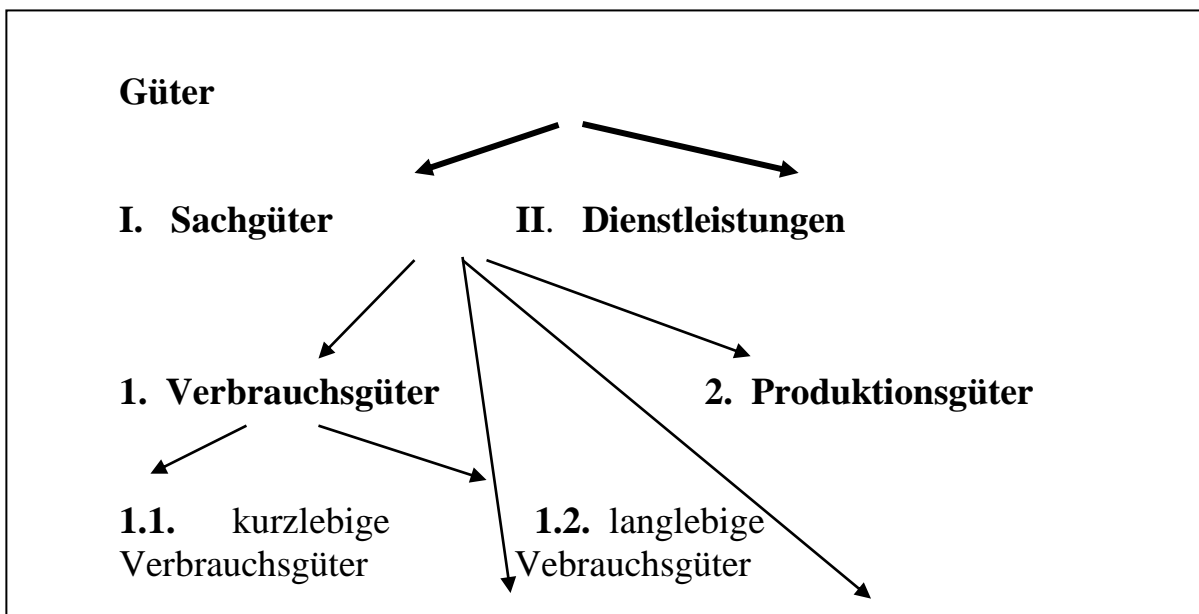 Güter
I. Sachgüter II. Dienstleistungen
1. Verbrauchsgüter 2. Produktionsgüter
1.1. kurzlebige 1.2. langlebige
Verbrauchsgüter Vebrauchsgüter